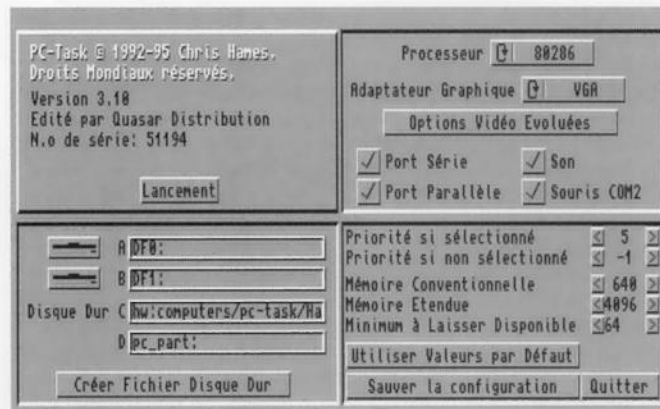 PC-Task © 1992-95 Chris Hames.
Droits Mondiaux réservés.
Version 3.10
Edité par Quasar Distribution
N.o de série: 51194
Lancement
Processeur 80286
Adaptateur Graphique VGA
Options Vidéo Evoluées
Port Série
Son
Port Parallèle
Souris COM2
A DF0:
B DF1:
Disque Dur C hw:computers/pc-task/Ha
D pc_part:
Créer Fichier Disque Dur
Priorité si sélectionné 5
Priorité si non sélectionné -1
Mémoire Conventionnelle 640
Mémoire Etendue 4096
Minimum à Laisser Disponible 64
Utiliser Valeurs par Défaut
Sauver la configuration
Quitter